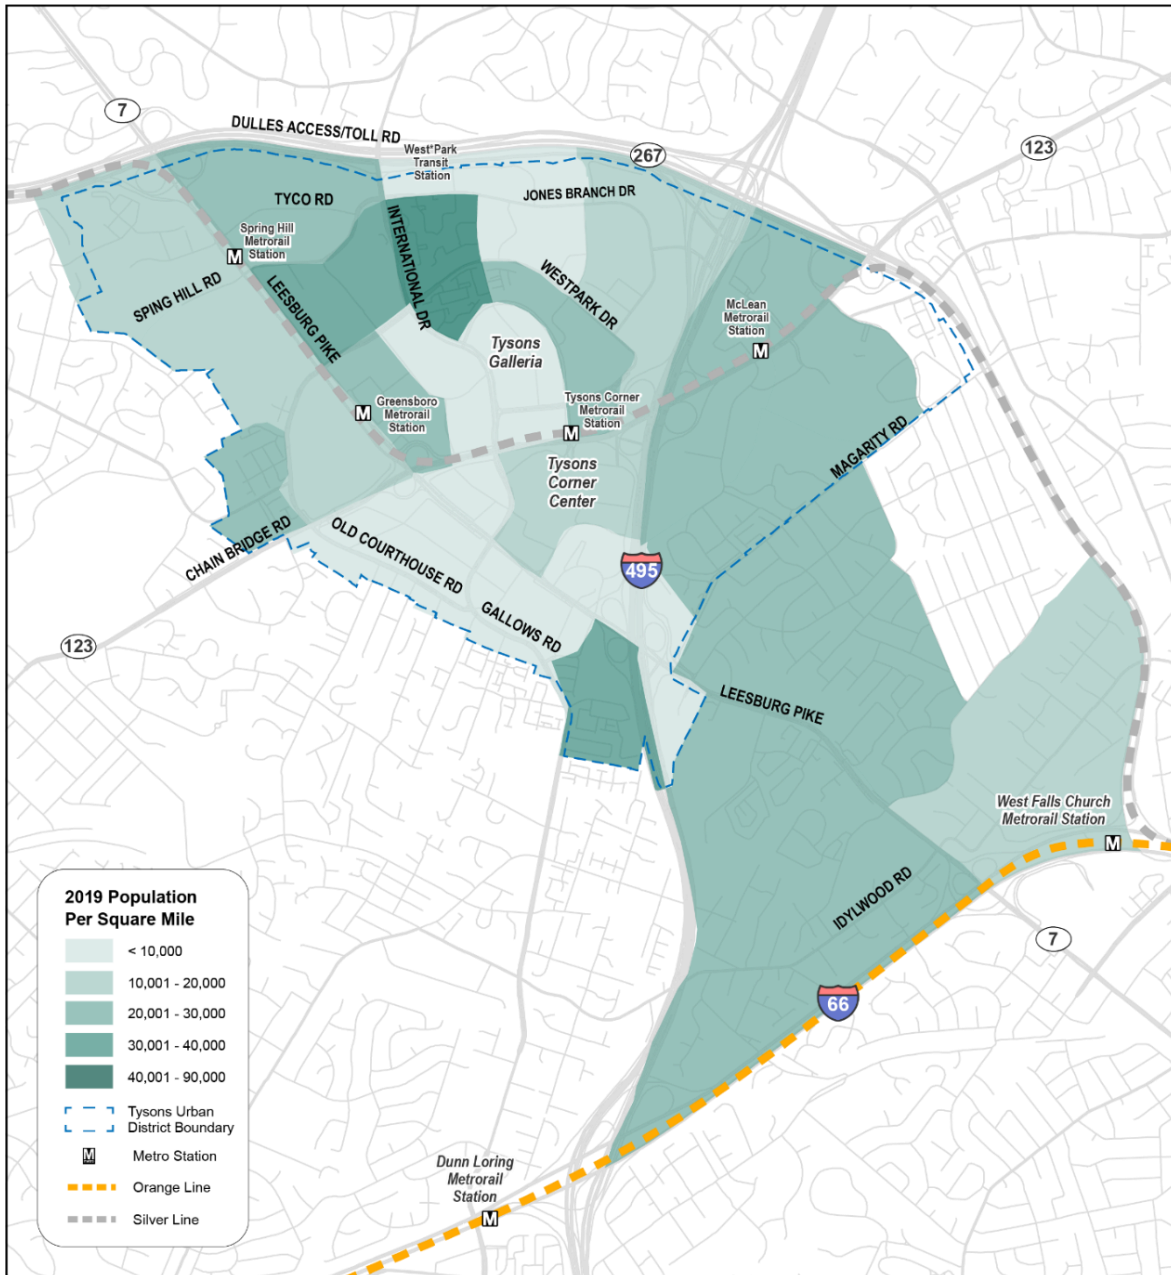 7
DULLES ACCESS/TOLL RD
West*Park
Transit
Station
267
123
JONES BRANCH DR
TYCO RD
INTERNATIONAL DR
Spring Hill
Metrorail
Station
M
SPING HILL RD
LEESBURG PIKE
WESTPARK DR
McLean
Metrorail
Station
M
Tysons
Galleria
Greensboro
Metrorail
Station
M
Tysons Corner
Metrorail
Station
M
MAGARITY RD
Tysons
Corner
Center
CHAIN BRIDGE RD
OLD COURTHOUSE RD
495
GALLOWS RD
123
LEESBURG PIKE
West Falls Church
Metrorail Station
M
IDYLWOOD RD
7
66
Dunn Loring
Metrorail
Station
M
2019 Population
Per Square Mile
< 10,000
10,001 - 20,000
20,001 - 30,000
30,001 - 40,000
40,001 - 90,000
Tysons Urban
District Boundary
M Metro Station
Orange Line
Silver Line